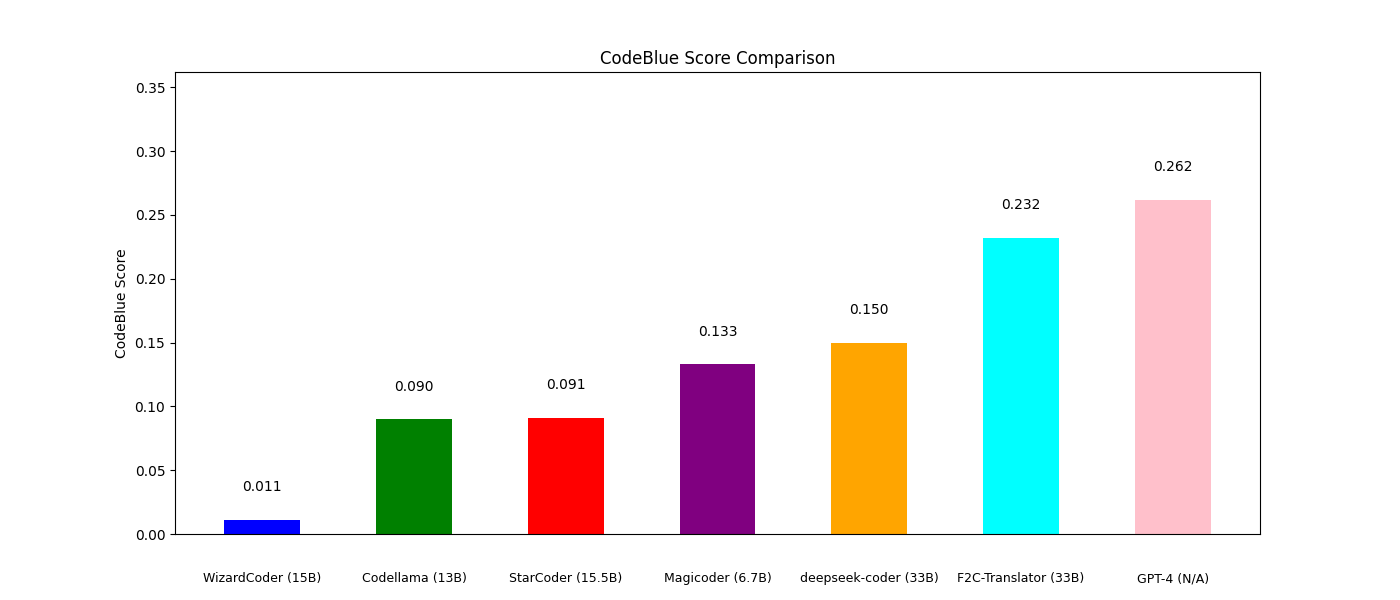 CodeBlue Score Comparison
CodeBlue Score
0.35
0.30
0.25
0.20
0.15
0.10
0.05
0.00
0.011
0.090
0.091
0.133
0.150
0.232
0.262
WizardCoder (15B)
Codellama (13B)
StarCoder (15.5B)
Magicoder (6.7B)
deepseek-coder (33B)
F2C-Translator (33B)
GPT-4 (N/A)